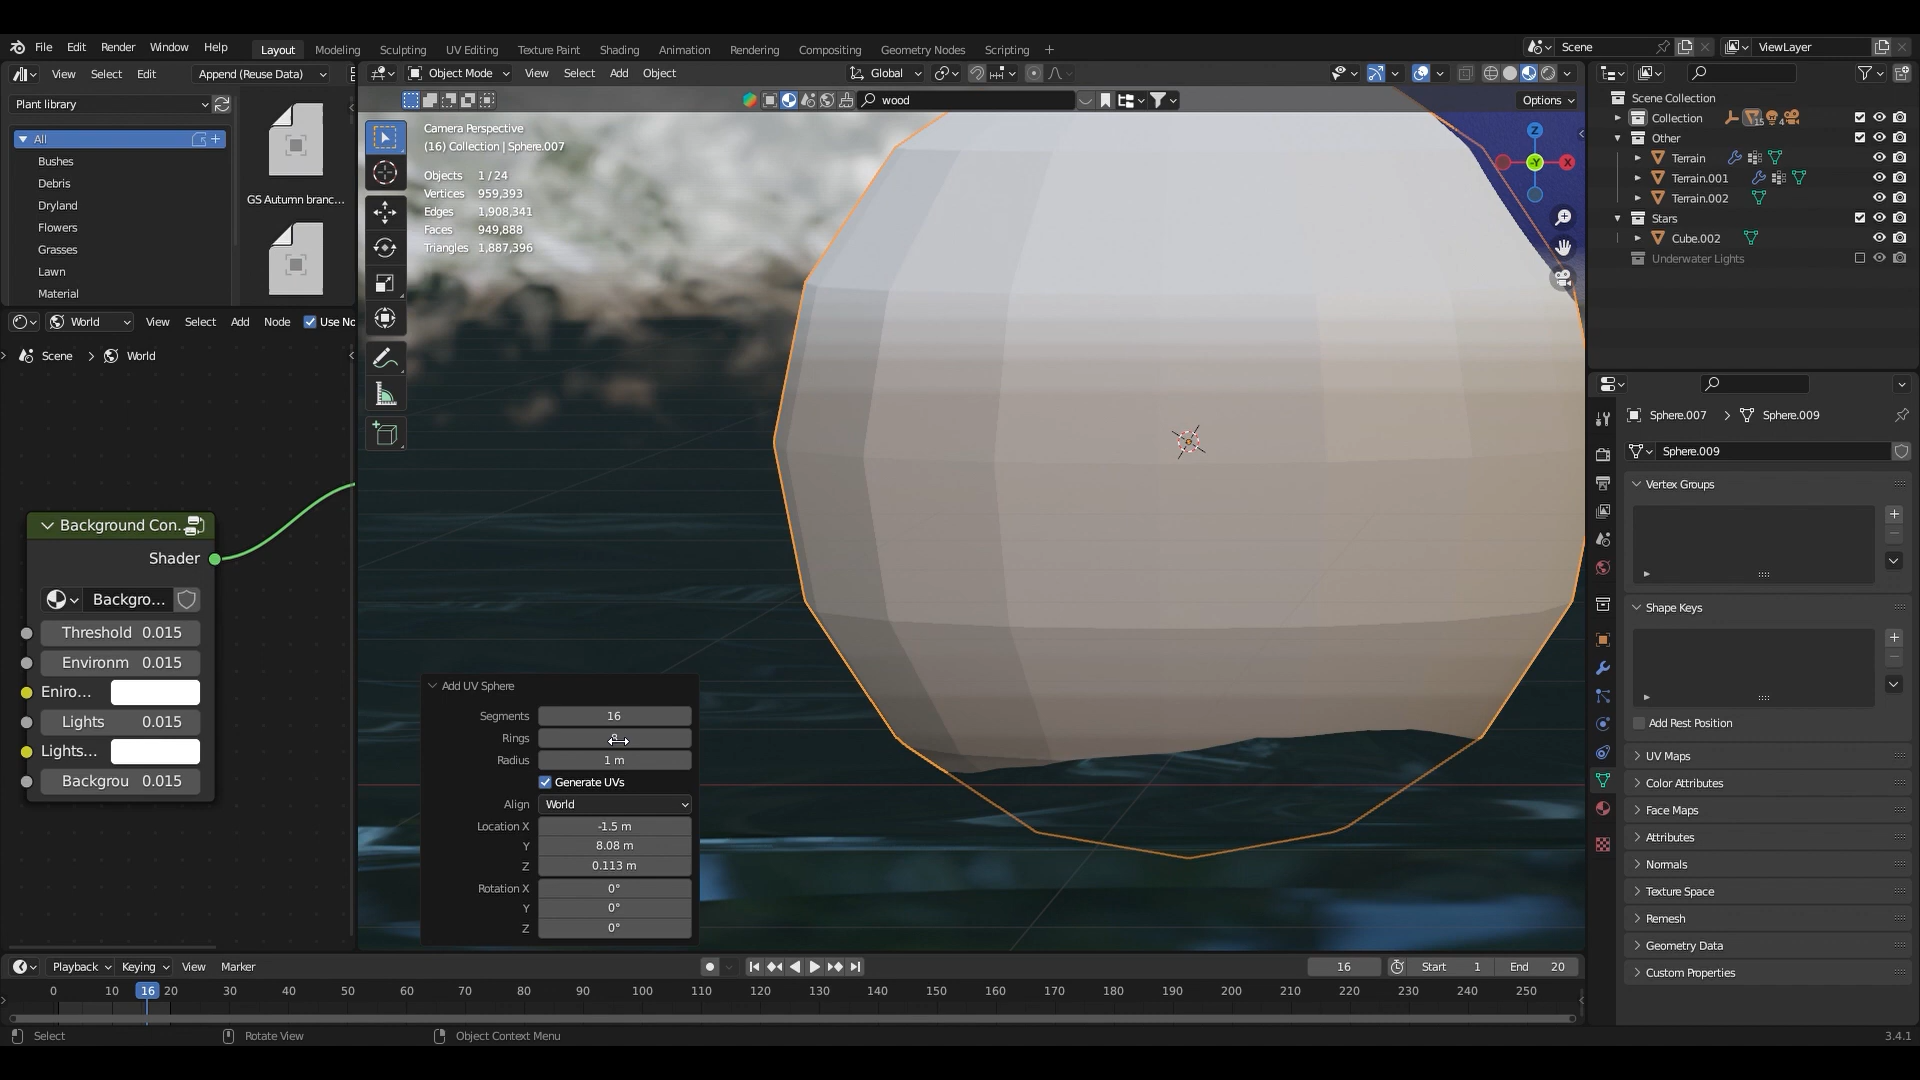 File Edit Render Window Help
Layout Modeling Sculpting UV Editing Texture Paint Shading Animation Rendering Compositing Geometry Nodes Scripting +
Scene
ViewLayer
View Select Edit Append (Reuse Data)
Plant library
All
Bushes
Debris
Dryland
Flowers
Grasses
Lawn
Material
GS Autumn branc...
Object Mode View Select Add Object
Global
wood
Options
Camera Perspective
(16) Collection | Sphere.007
Objects 1 / 24
Vertices 959,393
Edges 1,908,341
Faces 949,888
Triangles 1,887,396
Z
X
-Y
World View Select Add Node Use No
Scene > World
Background Con...
Shader
Backgro...
Threshold 0.015
Environm 0.015
Eniro...
Lights 0.015
Lights...
Backgrou 0.015
Add UV Sphere
Segments 16
Rings
Radius 1 m
Generate UVs
Align World
Location X -1.5 m
Y 8.08 m
Z 0.113 m
Rotation X 0°
Y 0°
Z 0°
Scene Collection
Collection 15 4
Other
Terrain
Terrain.001
Terrain.002
Stars
Cube.002
Underwater Lights
Sphere.007 > Sphere.009
Sphere.009
Vertex Groups
Shape Keys
Add Rest Position
UV Maps
Color Attributes
Face Maps
Attributes
Normals
Texture Space
Remesh
Geometry Data
Custom Properties
Playback Keying View Marker
16 Start 1 End 20
0 10 16 20 30 40 50 60 70 80 90 100 110 120 130 140 150 160 170 180 190 200 210 220 230 240 250
Select Rotate View Object Context Menu
3.4.1